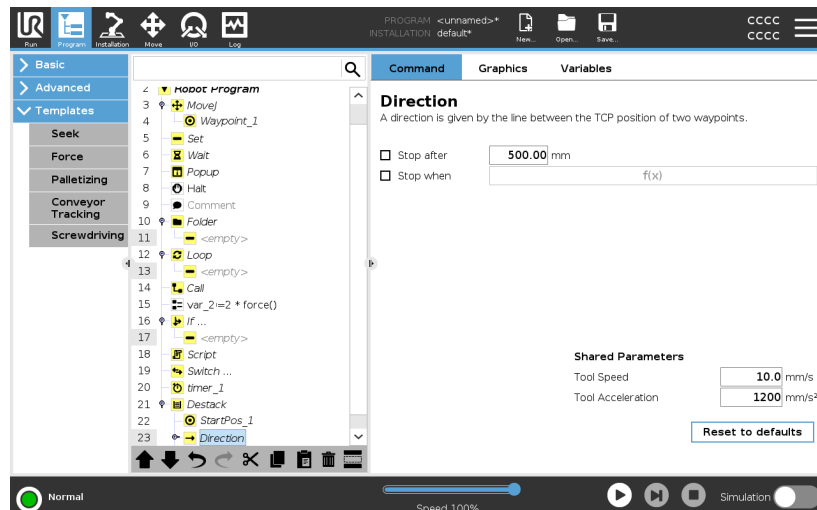 PROGRAM <unnamed>*
INSTALLATION default*
CCCC
CCCC
Run
Program
Installation
Move
I/O
Log
New...
Open...
Save...
Basic
Advanced
Templates
Seek
Force
Palletizing
Conveyor
Tracking
Screwdriving
2 Robot Program
3 MoveJ
4 Waypoint_1
5 Set
6 Wait
7 Popup
8 Halt
9 Comment
10 Folder
11 <empty>
12 Loop
13 <empty>
14 Call
15 var_2:=2 * force()
16 If ...
17 <empty>
18 Script
19 Switch ...
20 timer_1
21 Destack
22 StartPos_1
23 Direction
Command Graphics Variables
Direction
A direction is given by the line between the TCP position of two waypoints.
Stop after 500.00 mm
Stop when f(x)
Shared Parameters
Tool Speed 10.0 mm/s
Tool Acceleration 1200 mm/s²
Reset to defaults
Normal
Speed 100%
Simulation